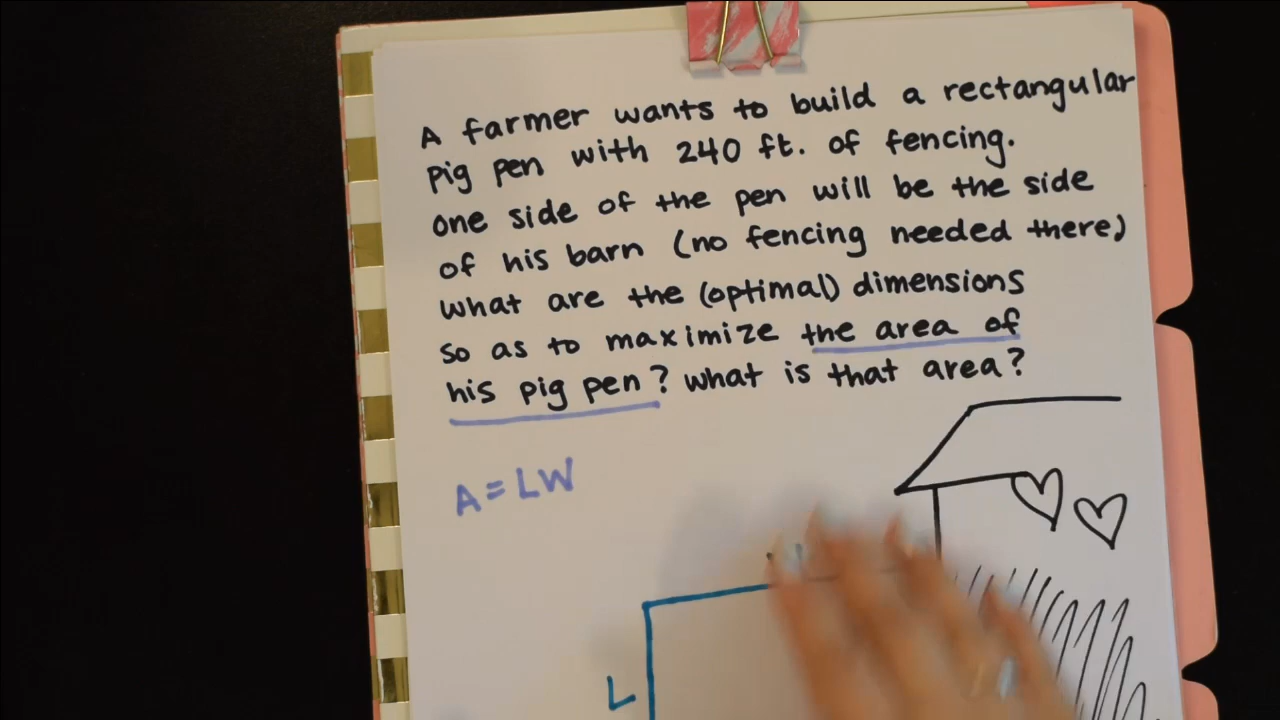 A farmer wants to build a rectangular
pig pen with 240 ft. of fencing.
one side of the pen will be the side
of his barn (no fencing needed there)
what are the (optimal) dimensions
so as to maximize the area of
his pig pen? what is that area?
A = LW
L